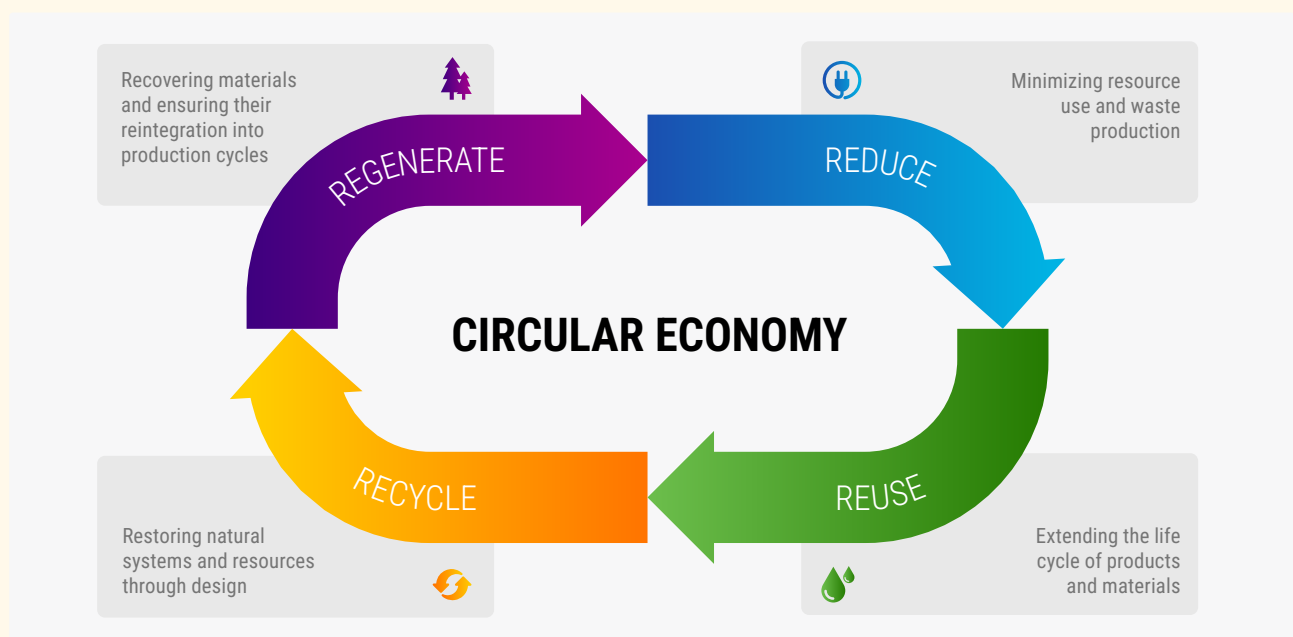 Recovering materials
and ensuring their
reintegration into
production cycles
REGENERATE
REDUCE
Minimizing resource
use and waste
production
CIRCULAR ECONOMY
Restoring natural
systems and resources
through design
RECYCLE
REUSE
Extending the life
cycle of products
and materials